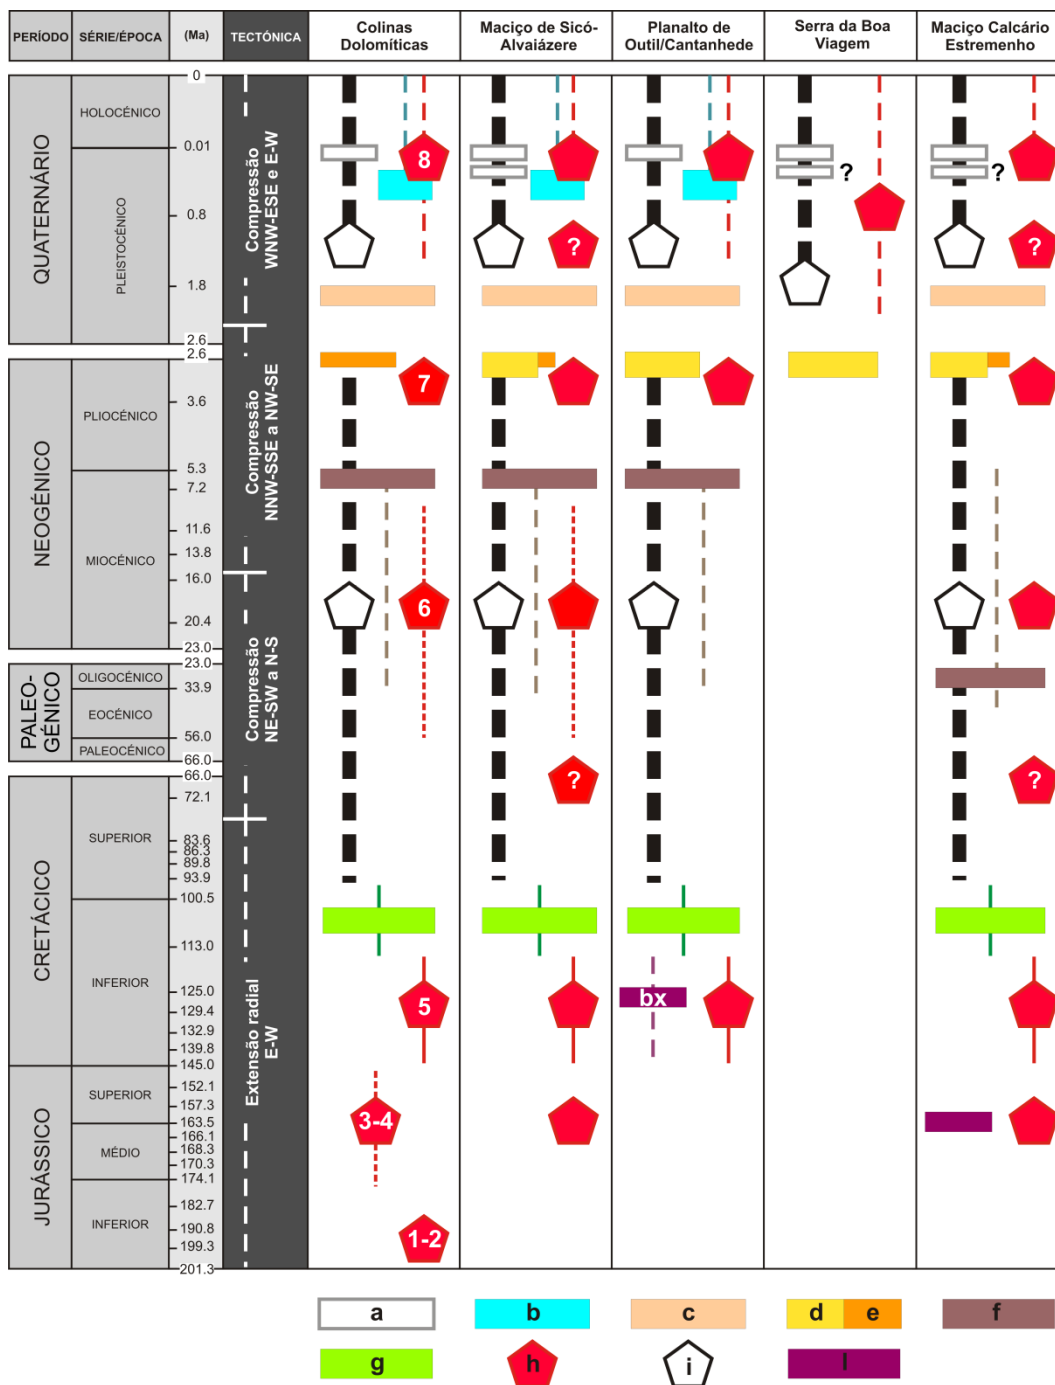 PERÍODO
SÉRIE/ÉPOCA
(Ma)
TECTÓNICA
Colinas
Dolomíticas
Maciço de Sicó-
Alvaiázere
Planalto de
Outil/Cantanhede
Serra da Boa
Viagem
Maciço Calcário
Estremenho
QUATERNÁRIO
HOLOCÉNICO
PLEISTOCÉNICO
0
0.01
0.8
1.8
2.6
Compressão
WNW-ESE e E-W
8
?
?
?
?
NEOGÉNICO
PLIOCÉNICO
MIOCÉNICO
2.6
3.6
5.3
7.2
11.6
13.8
16.0
20.4
23.0
Compressão
NNW-SSE a NW-SE
7
6
PALEO-
GÉNICO
OLIGOCÉNICO
EOCÉNICO
PALEOCÉNICO
23.0
33.9
56.0
66.0
Compressão
NE-SW a N-S
?
?
CRETÁCICO
SUPERIOR
INFERIOR
66.0
72.1
83.6
86.3
89.8
93.9
100.5
113.0
125.0
129.4
132.9
139.8
145.0
Extensão radial
E-W
5
bx
JURÁSSICO
SUPERIOR
MÉDIO
INFERIOR
152.1
157.3
163.5
166.1
168.3
170.3
174.1
182.7
190.8
199.3
201.3
3-4
1-2
a
b
c
d
e
f
g
h
i
l